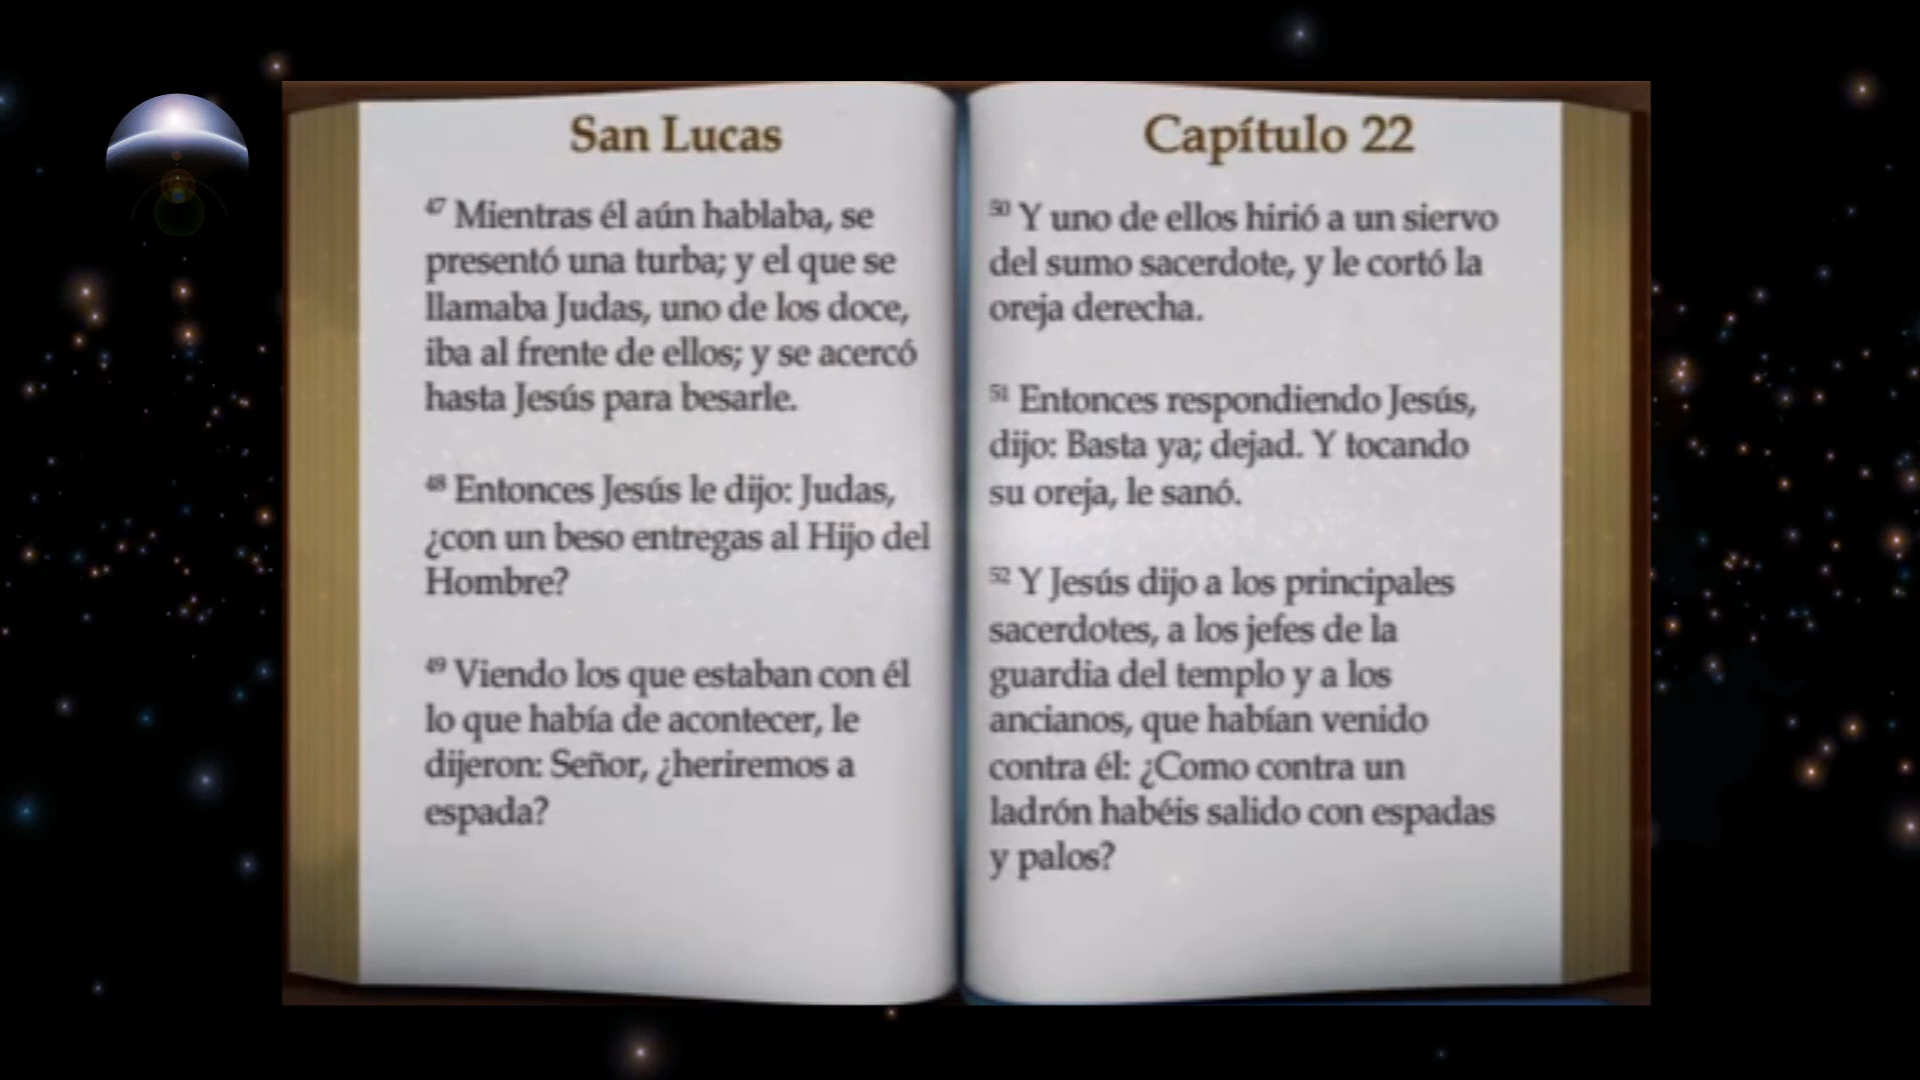 San Lucas
47 Mientras él aún hablaba, se
presentó una turba; y el que se
llamaba Judas, uno de los doce,
iba al frente de ellos; y se acercó
hasta Jesús para besarle.
48 Entonces Jesús le dijo: Judas,
¿con un beso entregas al Hijo del
Hombre?
49 Viendo los que estaban con él
lo que había de acontecer, le
dijeron: Señor, ¿heriremos a
espada?
Capítulo 22
50 Y uno de ellos hirió a un siervo
del sumo sacerdote, y le cortó la
oreja derecha.
51 Entonces respondiendo Jesús,
dijo: Basta ya; dejad. Y tocando
su oreja, le sanó.
52 Y Jesús dijo a los principales
sacerdotes, a los jefes de la
guardia del templo y a los
ancianos, que habían venido
contra él: ¿Como contra un
ladrón habéis salido con espadas
y palos?